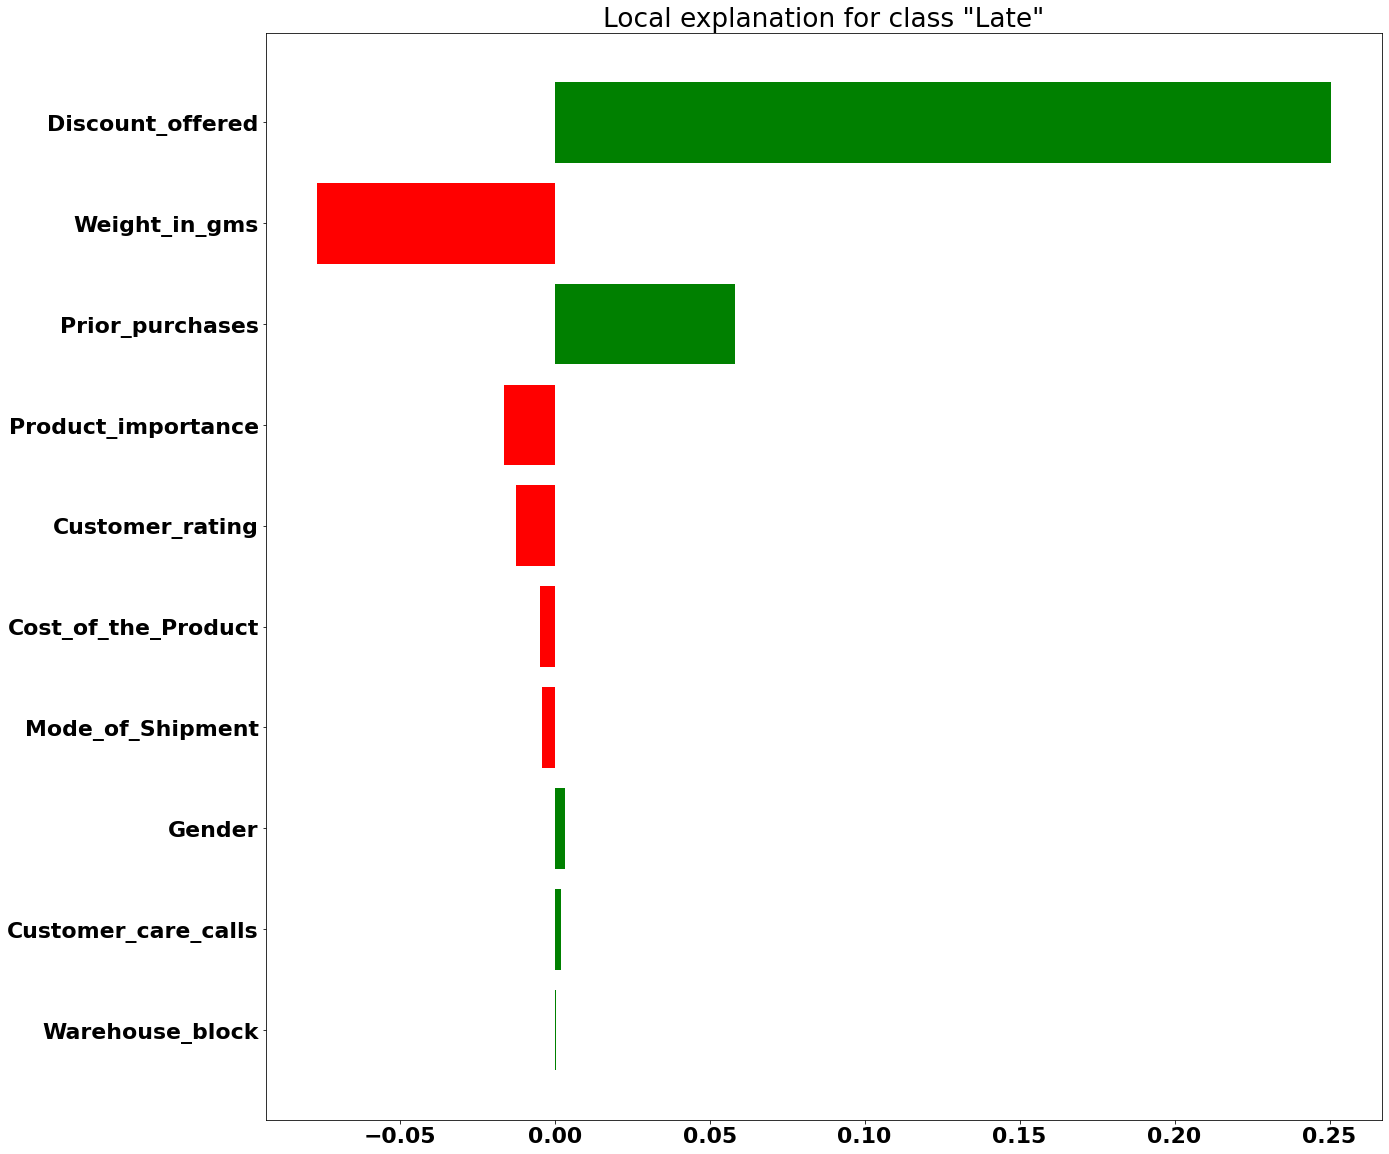 Local explanation for class "Late"
Discount_offered
Weight_in_gms
Prior_purchases
Product_importance
Customer_rating
Cost_of_the_Product
Mode_of_Shipment
Gender
Customer_care_calls
Warehouse_block
−0.05 0.00 0.05 0.10 0.15 0.20 0.25